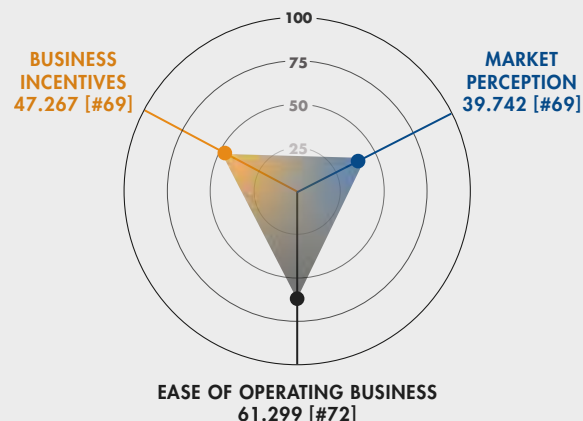 100
75
50
25
BUSINESS
INCENTIVES
47.267 [#69]
MARKET
PERCEPTION
39.742 [#69]
EASE OF OPERATING BUSINESS
61.299 [#72]